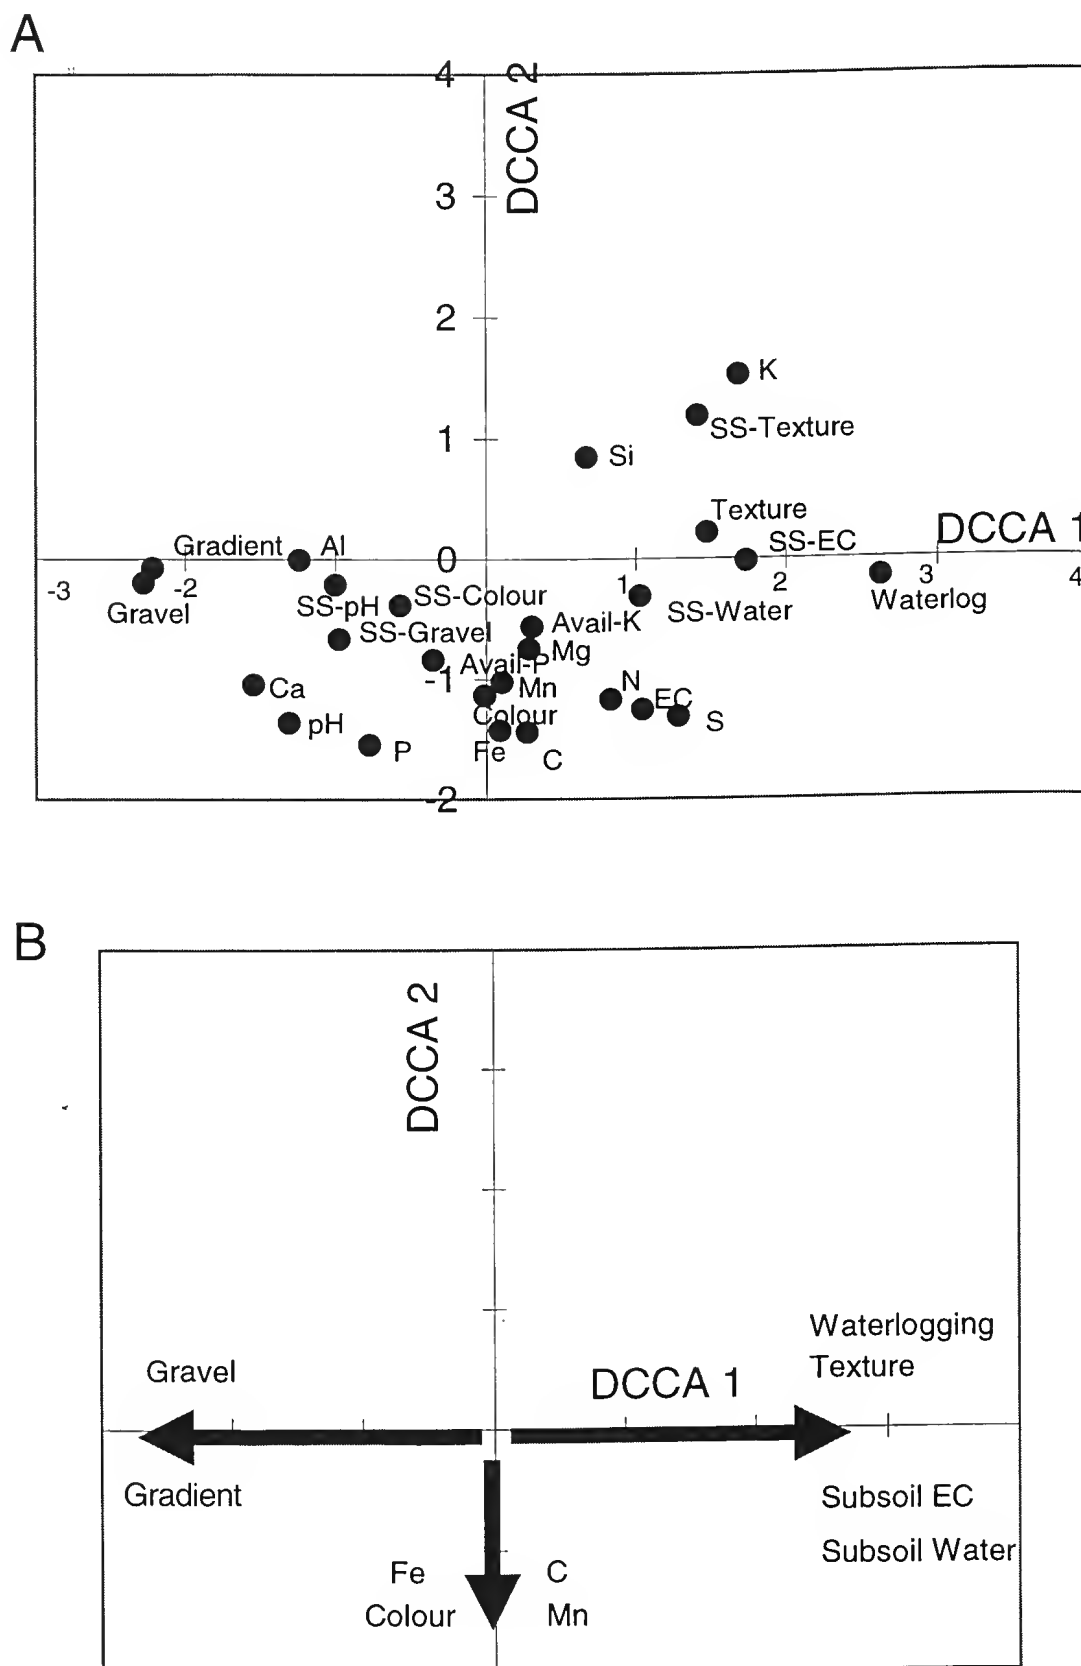 A
4
DCCA 2
3
2
K
SS-Texture
1
Si
Texture
DCCA 1
SS-EC
Gradient
Al
0
-3
-2
1
2
3
4
Gravel
SS-pH
SS-Colour
SS-Water
Waterlog
SS-Gravel
Avail-K
Avail-P
Mg
-1
Ca
Mn
N
EC
S
pH
Colour
P
Fe
C
-2
B
DCCA 2
Waterlogging
Texture
Gravel
DCCA 1
Gradient
Subsoil EC
Subsoil Water
Fe
C
Colour
Mn